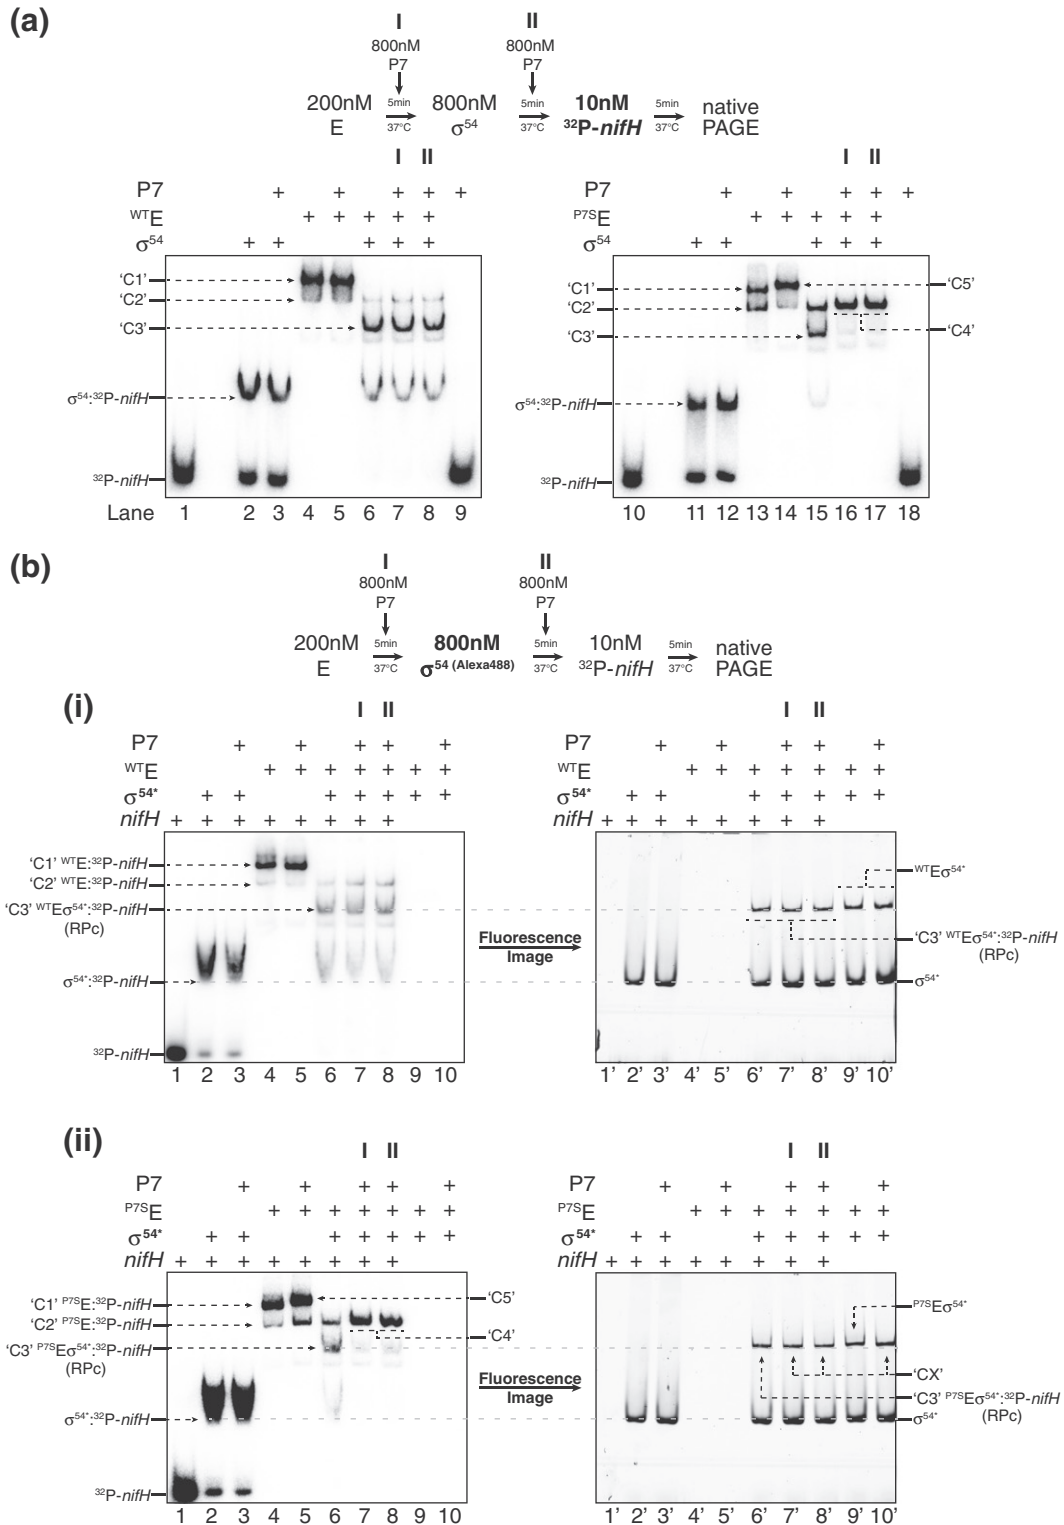 (a)
I II
800nM 800nM
P7 P7
200nM 5min 800nM 5min 10nM 5min native
E 37°C σ54 37°C 32P-nifH 37°C PAGE
I II I II
P7 + + + + + P7 + + + + +
WTE + + + + + P7SE + + + + +
σ54 + + + + + σ54 + + + + +
'C1' 'C1' 'C5'
'C2' 'C2'
'C3' 'C3' 'C4'
σ54:32P-nifH σ54:32P-nifH
32P-nifH 32P-nifH
Lane 1 2 3 4 5 6 7 8 9 10 11 12 13 14 15 16 17 18
(b)
I II
800nM 800nM
P7 P7
200nM 5min 800nM 5min 10nM 5min native
E 37°C σ54 (Alexa488) 37°C 32P-nifH 37°C PAGE
(i)
I II I II
P7 + + + + + P7 + + + + +
WTE + + + + + + + WTE + + + + + + +
σ54* + + + + + + + σ54* + + + + + + +
nifH + + + + + + + + nifH + + + + + + +
'C1' WTE:32P-nifH WTEσ54*
'C2' WTE:32P-nifH
'C3' WTEσ54*:32P-nifH Fluorescence 'C3' WTEσ54*:32P-nifH
(RPc) Image (RPc)
σ54*:32P-nifH σ54*
32P-nifH
1 2 3 4 5 6 7 8 9 10 1' 2' 3' 4' 5' 6' 7' 8' 9' 10'
(ii)
I II I II
P7 + + + + + P7 + + + + +
P7SE + + + + + + + P7SE + + + + + + +
σ54* + + + + + + + σ54* + + + + + + +
nifH + + + + + + + + nifH + + + + + + + +
'C1' P7SE:32P-nifH 'C5' P7SEσ54*
'C2' P7SE:32P-nifH 'C4'
'C3' P7SEσ54*:32P-nifH Fluorescence 'CX'
(RPc) Image 'C3' P7SEσ54*:32P-nifH
(RPc)
σ54*:32P-nifH σ54*
32P-nifH
1 2 3 4 5 6 7 8 9 10 1' 2' 3' 4' 5' 6' 7' 8' 9' 10'